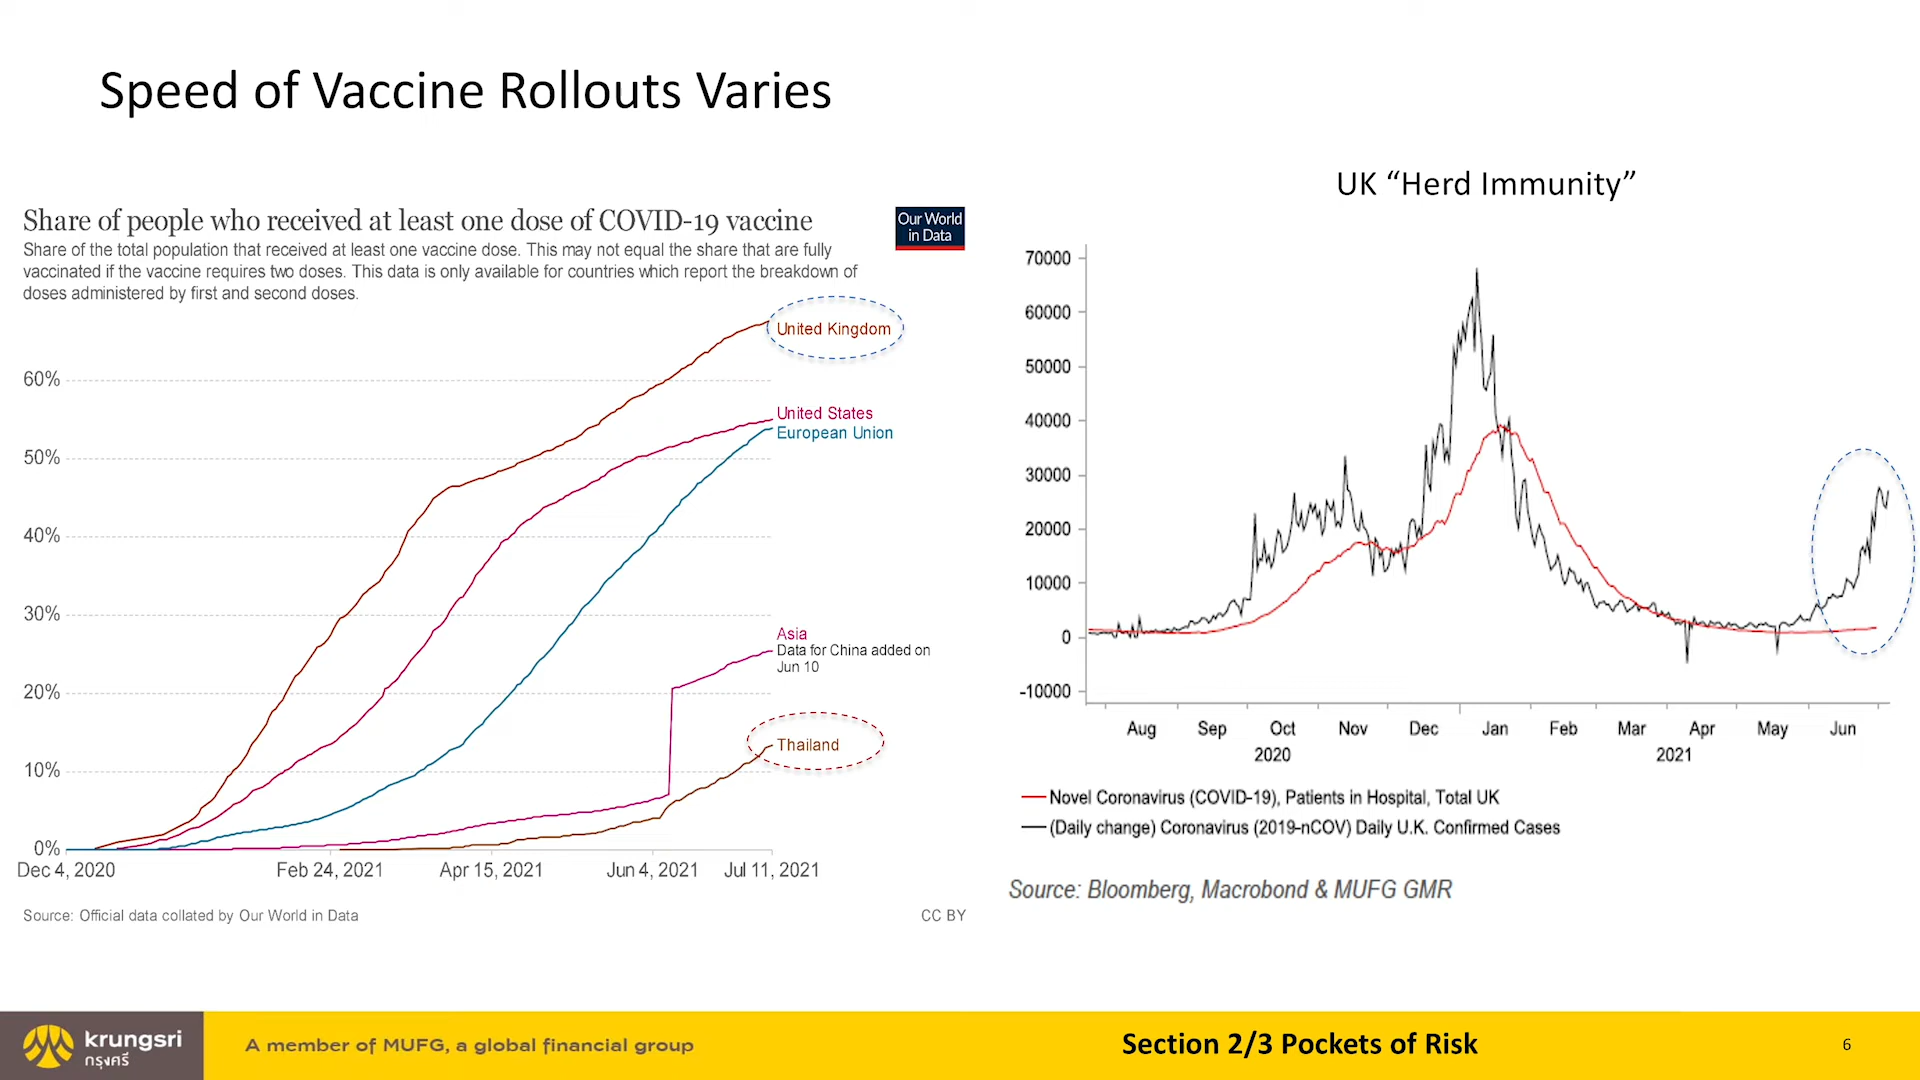 Speed of Vaccine Rollouts Varies
Share of people who received at least one dose of COVID-19 vaccine
Share of the total population that received at least one vaccine dose. This may not equal the share that are fully
vaccinated if the vaccine requires two doses. This data is only available for countries which report the breakdown of
doses administered by first and second doses.
Our World
in Data
United Kingdom
60%
United States
European Union
50%
40%
30%
Asia
Data for China added on
Jun 10
20%
Thailand
10%
0%
Dec 4, 2020
Feb 24, 2021
Apr 15, 2021
Jun 4, 2021
Jul 11, 2021
Source: Official data collated by Our World in Data
CC BY
UK “Herd Immunity”
70000
60000
50000
40000
30000
20000
10000
0
-10000
Aug Sep Oct Nov Dec Jan Feb Mar Apr May Jun
2020 2021
Novel Coronavirus (COVID-19), Patients in Hospital, Total UK
(Daily change) Coronavirus (2019-nCOV) Daily U.K. Confirmed Cases
Source: Bloomberg, Macrobond & MUFG GMR
krungsri
กรุงศรี
A member of MUFG, a global financial group
Section 2/3 Pockets of Risk
6